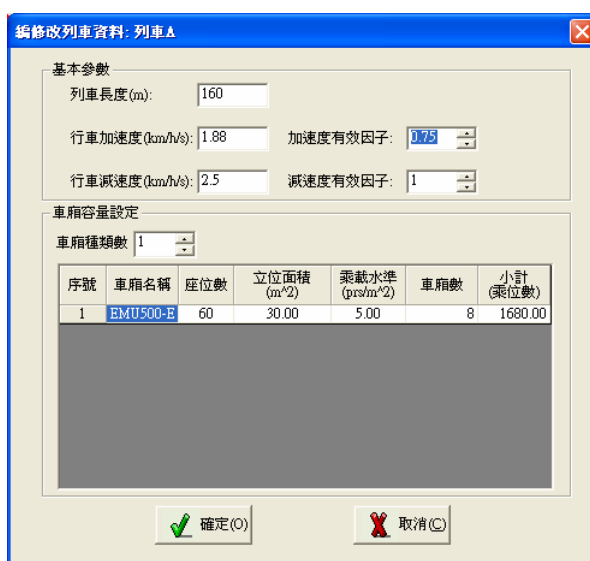 編修改列車資料: 列車A
基本參數
列車長度(m): 160
行車加速度(km/h/s): 1.88 加速度有效因子: 0.75
行車減速度(km/h/s): 2.5 減速度有效因子: 1
車廂容量設定
車廂種類數 1
序號 車廂名稱 座位數 立位面積(m^2) 乘載水準(prs/m^2) 車廂數 小計(乘位數)
1 EMU500-E 60 30.00 5.00 8 1680.00
確定(O) 取消(C)